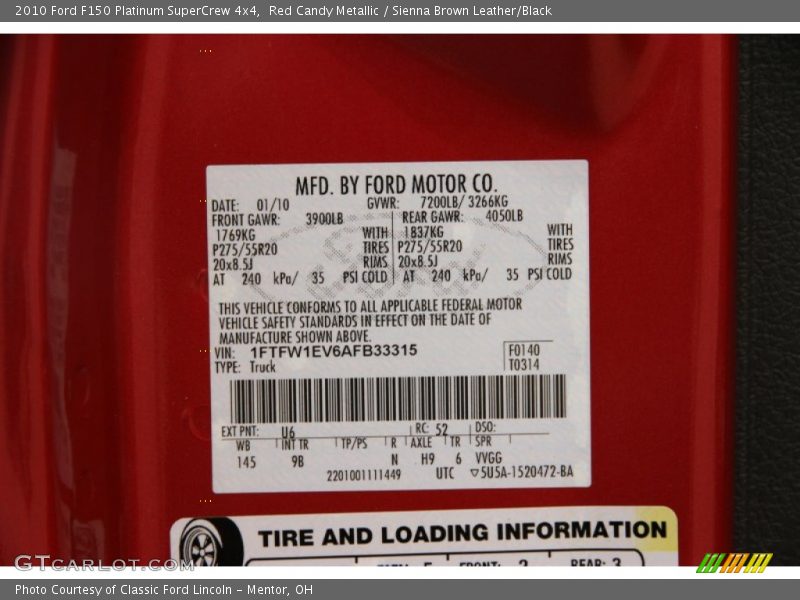 2010 Ford F150 Platinum SuperCrew 4x4, Red Candy Metallic / Sienna Brown Leather/Black
MFD. BY FORD MOTOR CO.
DATE: 01/10 GVWR: 7200LB/ 3266KG
FRONT GAWR: 3900LB REAR GAWR: 4050LB
1769KG WITH 1837KG WITH
P275/55R20 TIRES P275/55R20 TIRES
20x8.5J RIMS 20x8.5J RIMS
AT 240 kPa/ 35 PSI COLD AT 240 kPa/ 35 PSI COLD
THIS VEHICLE CONFORMS TO ALL APPLICABLE FEDERAL MOTOR
VEHICLE SAFETY STANDARDS IN EFFECT ON THE DATE OF
MANUFACTURE SHOWN ABOVE.
VIN: 1FTFW1EV6AFB33315 F0140
TYPE: Truck T0314
EXT PNT: U6 RC: 52 DSO:
WB INT TR TP/PS R AXLE TR SPR
145 9B N H9 6 VVGG
2201001111449 UTC ▽5U5A-1520472-BA
TIRE AND LOADING INFORMATION
FRONT: 2 REAR: 3
GTCARLOT.COM
Photo Courtesy of Classic Ford Lincoln – Mentor, OH